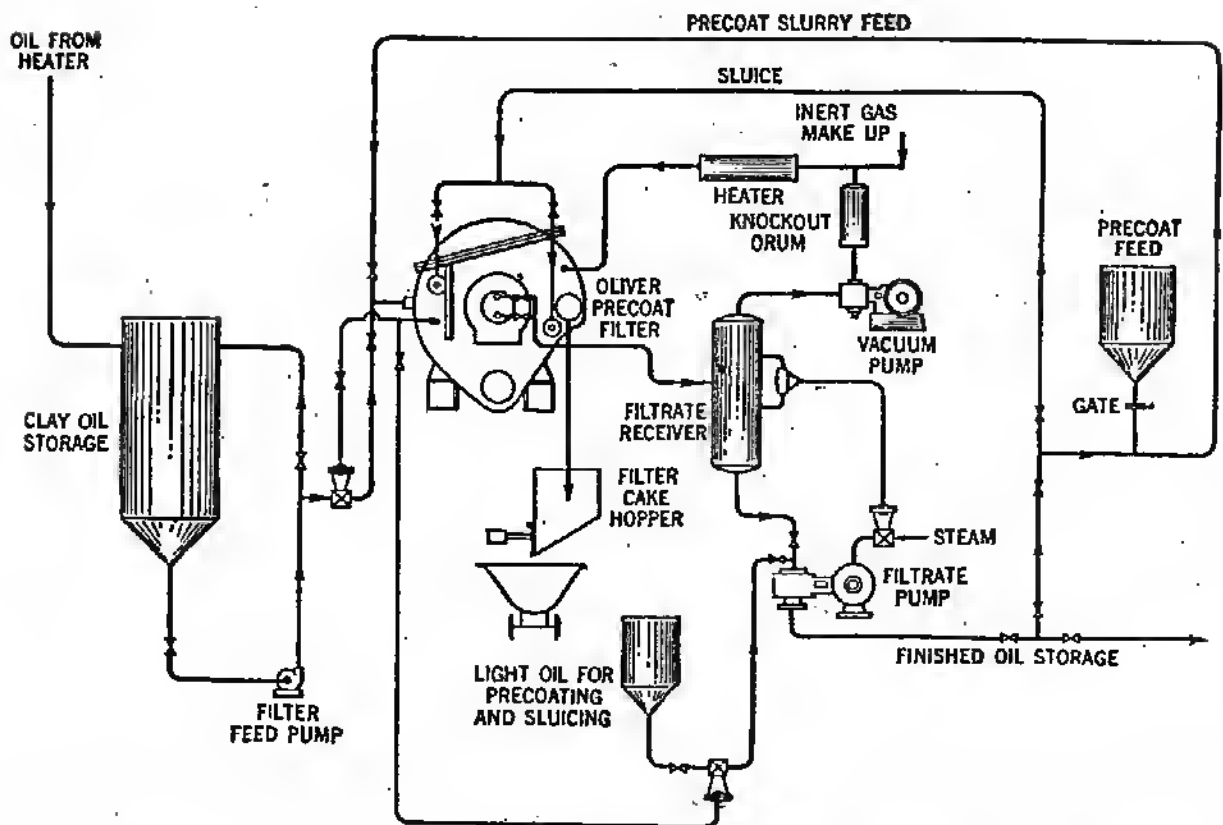 PRECOAT SLURRY FEED
OIL FROM
HEATER
SLUICE
INERT GAS
MAKE UP
HEATER
KNOCKOUT
ORUM
PRECOAT
FEED
OLIVER
PRECOAT
FILTER
VACUUM
PUMP
GATE
CLAY OIL
STORAGE
FILTRATE
RECEIVER
FILTER
CAKE
HOPPER
STEAM
FILTRATE
PUMP
FINISHED OIL STORAGE
LIGHT OIL FOR
PRECOATING
AND SLUICING
FILTER
FEED PUMP